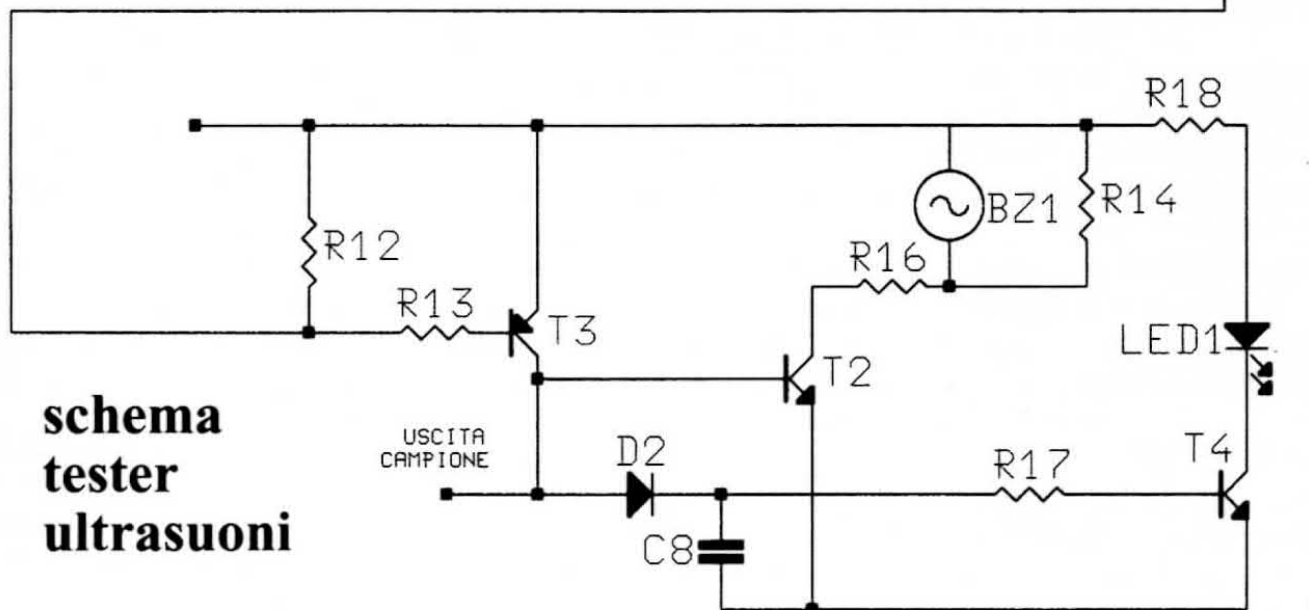 R18
BZ1
R14
R12
R16
R13
T3
LED1
T2
schema
tester
ultrasuoni
USCITA
CAMPIONE
D2
R17
T4
C8